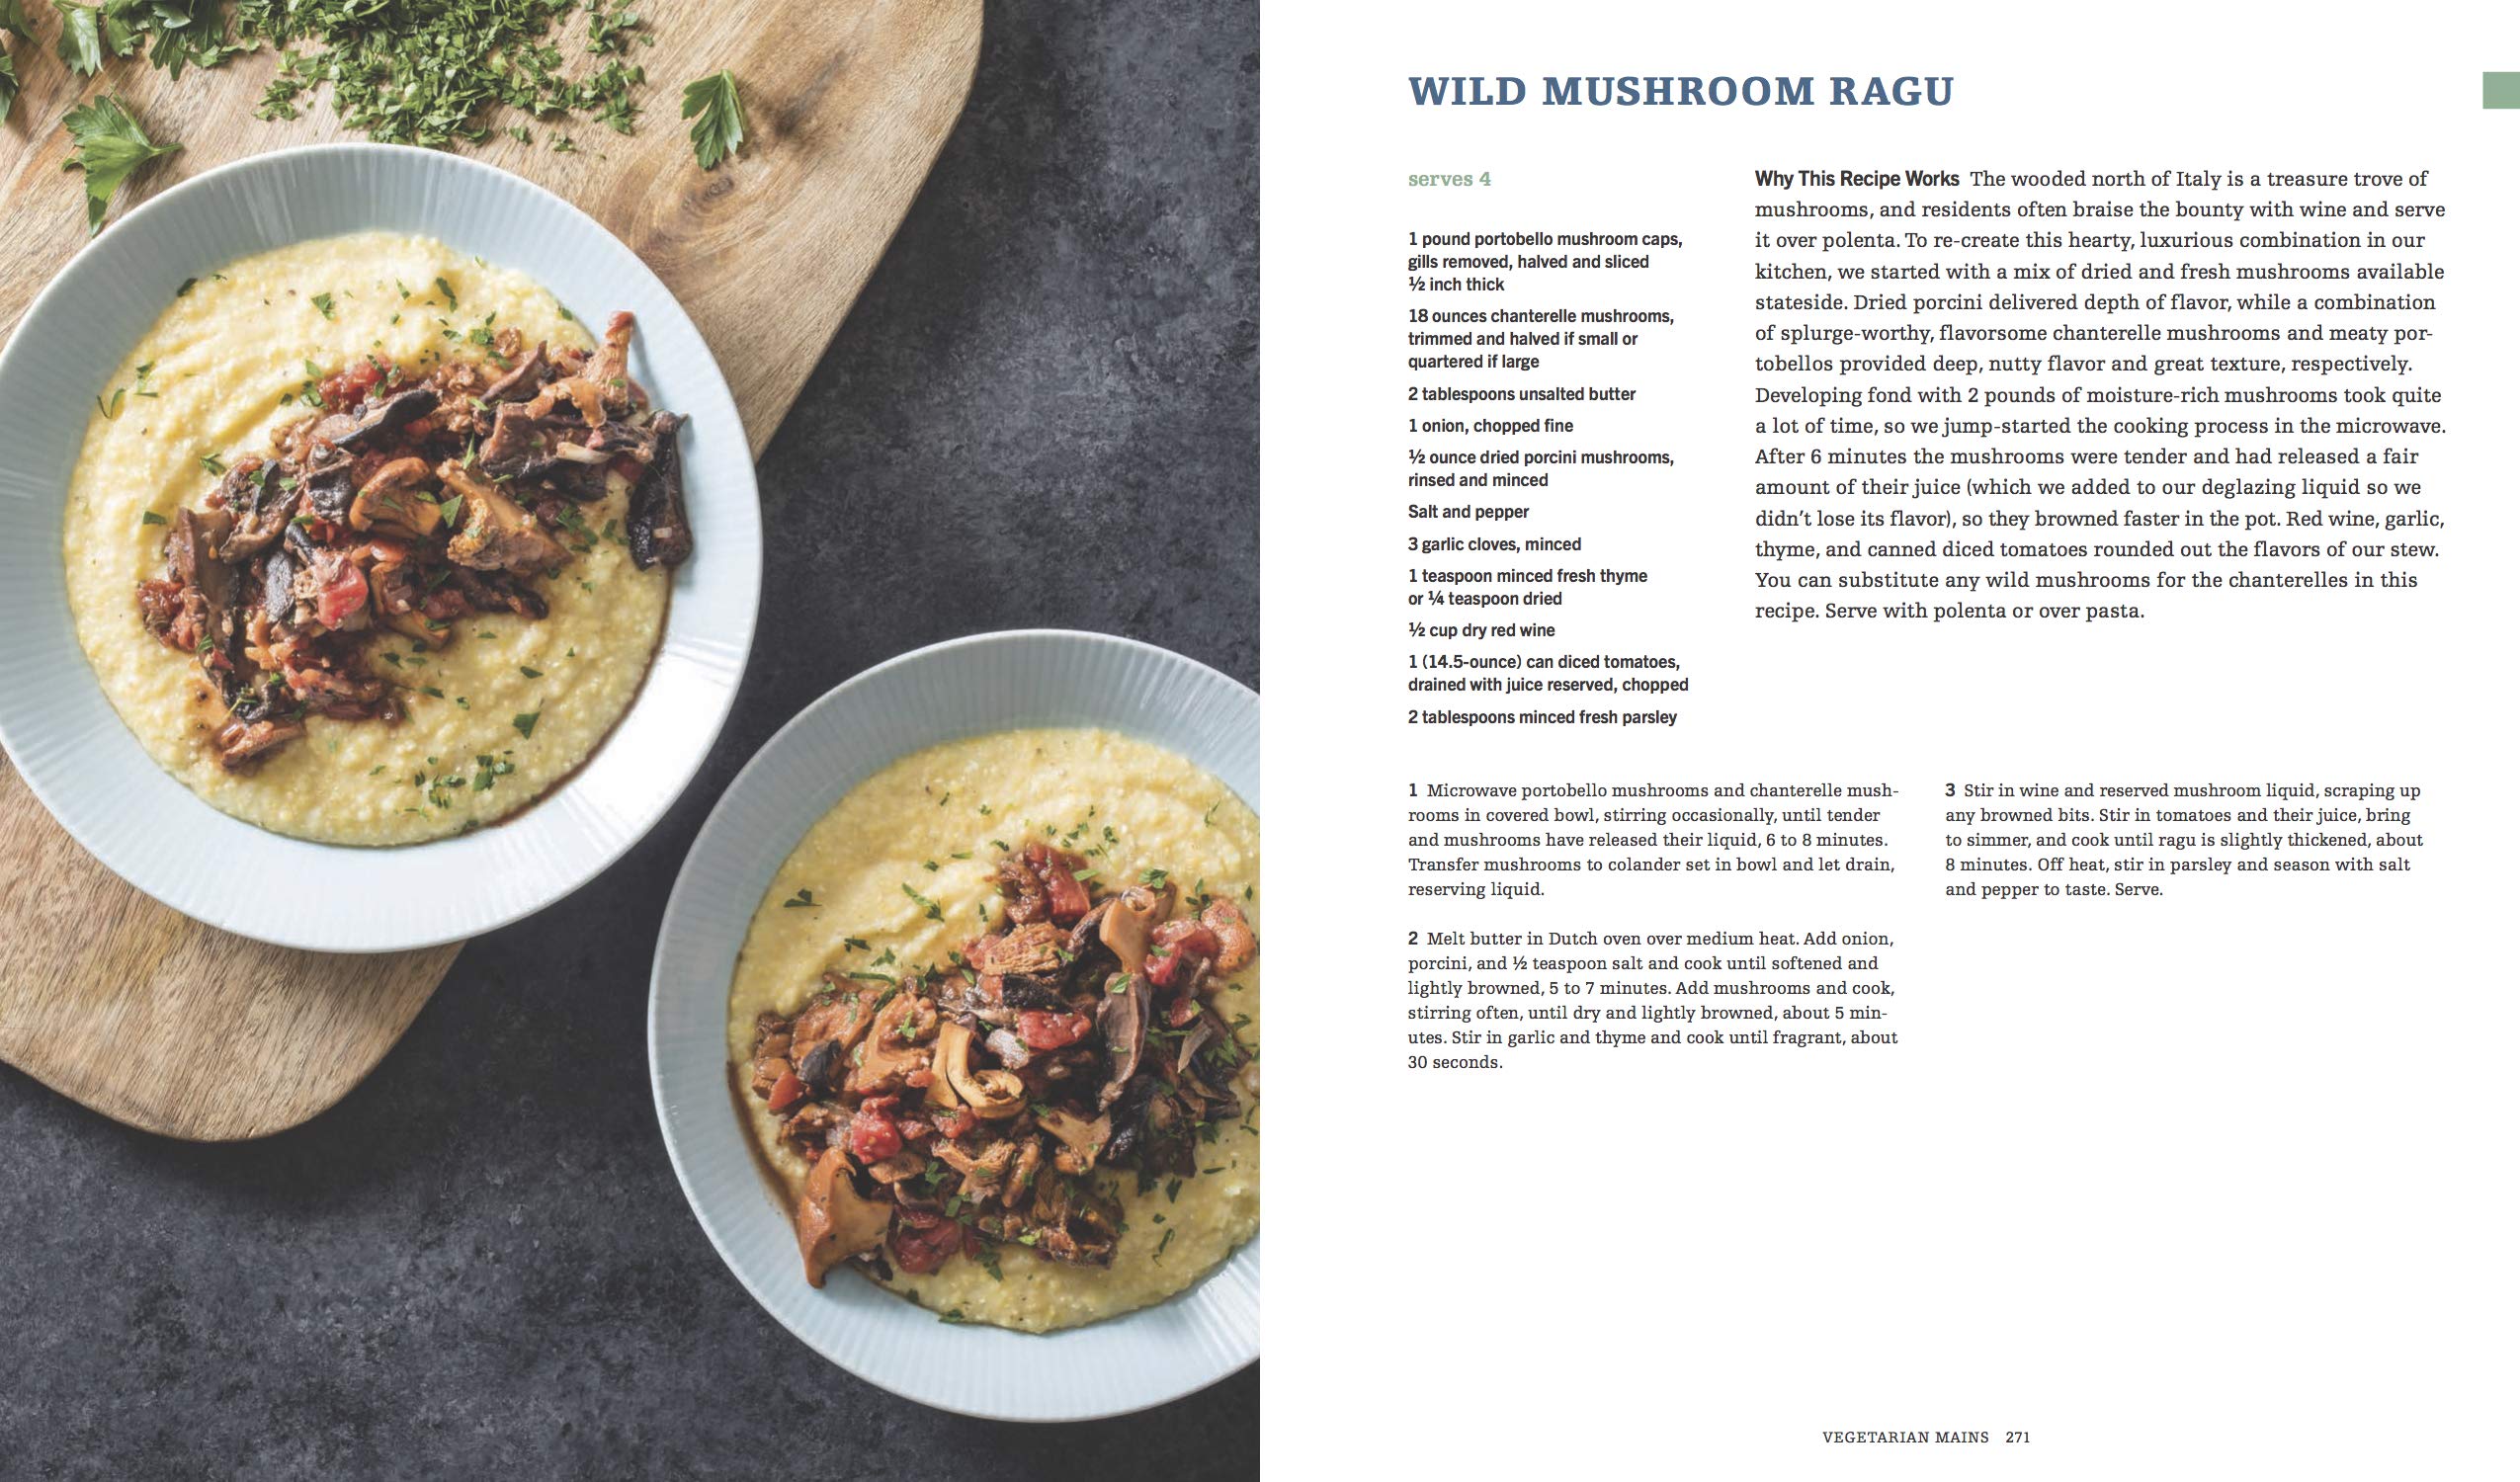 WILD MUSHROOM RAGU
serves 4
1 pound portobello mushroom caps,
gills removed, halved and sliced
½ inch thick
18 ounces chanterelle mushrooms,
trimmed and halved if small or
quartered if large
2 tablespoons unsalted butter
1 onion, chopped fine
½ ounce dried porcini mushrooms,
rinsed and minced
Salt and pepper
3 garlic cloves, minced
1 teaspoon minced fresh thyme
or ¼ teaspoon dried
½ cup dry red wine
1 (14.5-ounce) can diced tomatoes,
drained with juice reserved, chopped
2 tablespoons minced fresh parsley
Why This Recipe Works The wooded north of Italy is a treasure trove of
mushrooms, and residents often braise the bounty with wine and serve
it over polenta. To re-create this hearty, luxurious combination in our
kitchen, we started with a mix of dried and fresh mushrooms available
stateside. Dried porcini delivered depth of flavor, while a combination
of splurge-worthy, flavorsome chanterelle mushrooms and meaty por-
tobellos provided deep, nutty flavor and great texture, respectively.
Developing fond with 2 pounds of moisture-rich mushrooms took quite
a lot of time, so we jump-started the cooking process in the microwave.
After 6 minutes the mushrooms were tender and had released a fair
amount of their juice (which we added to our deglazing liquid so we
didn't lose its flavor), so they browned faster in the pot. Red wine, garlic,
thyme, and canned diced tomatoes rounded out the flavors of our stew.
You can substitute any wild mushrooms for the chanterelles in this
recipe. Serve with polenta or over pasta.
1 Microwave portobello mushrooms and chanterelle mush-
rooms in covered bowl, stirring occasionally, until tender
and mushrooms have released their liquid, 6 to 8 minutes.
Transfer mushrooms to colander set in bowl and let drain,
reserving liquid.
2 Melt butter in Dutch oven over medium heat. Add onion,
porcini, and ½ teaspoon salt and cook until softened and
lightly browned, 5 to 7 minutes. Add mushrooms and cook,
stirring often, until dry and lightly browned, about 5 min-
utes. Stir in garlic and thyme and cook until fragrant, about
30 seconds.
3 Stir in wine and reserved mushroom liquid, scraping up
any browned bits. Stir in tomatoes and their juice, bring
to simmer, and cook until ragu is slightly thickened, about
8 minutes. Off heat, stir in parsley and season with salt
and pepper to taste. Serve.
VEGETARIAN MAINS 271